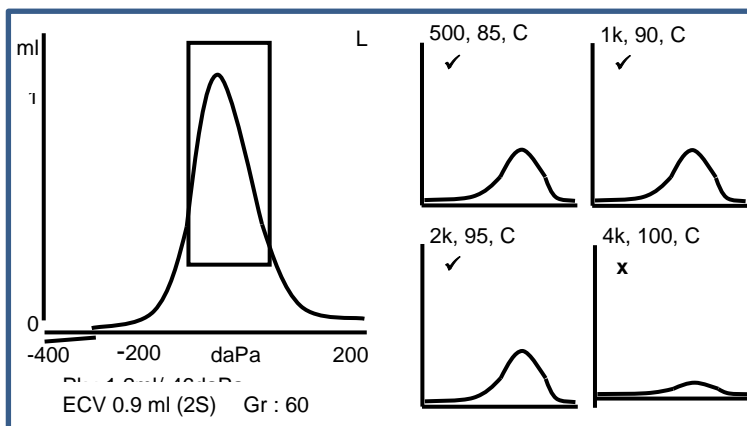 ml
L
0
-400 -200 daPa 200
ECV 0.9 ml (2S) Gr : 60
500, 85, C
✓
1k, 90, C
✓
2k, 95, C
✓
4k, 100, C
x